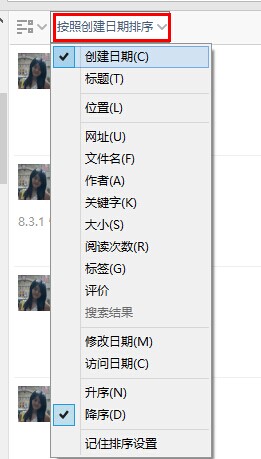 按照创建日期排序
创建日期(C)
标题(T)
位置(L)
网址(U)
文件名(F)
作者(A)
关键字(K)
大小(S)
阅读次数(R)
标签(G)
评价
搜索结果
修改日期(M)
访问日期(C)
升序(N)
降序(D)
记住排序设置
8.3.1